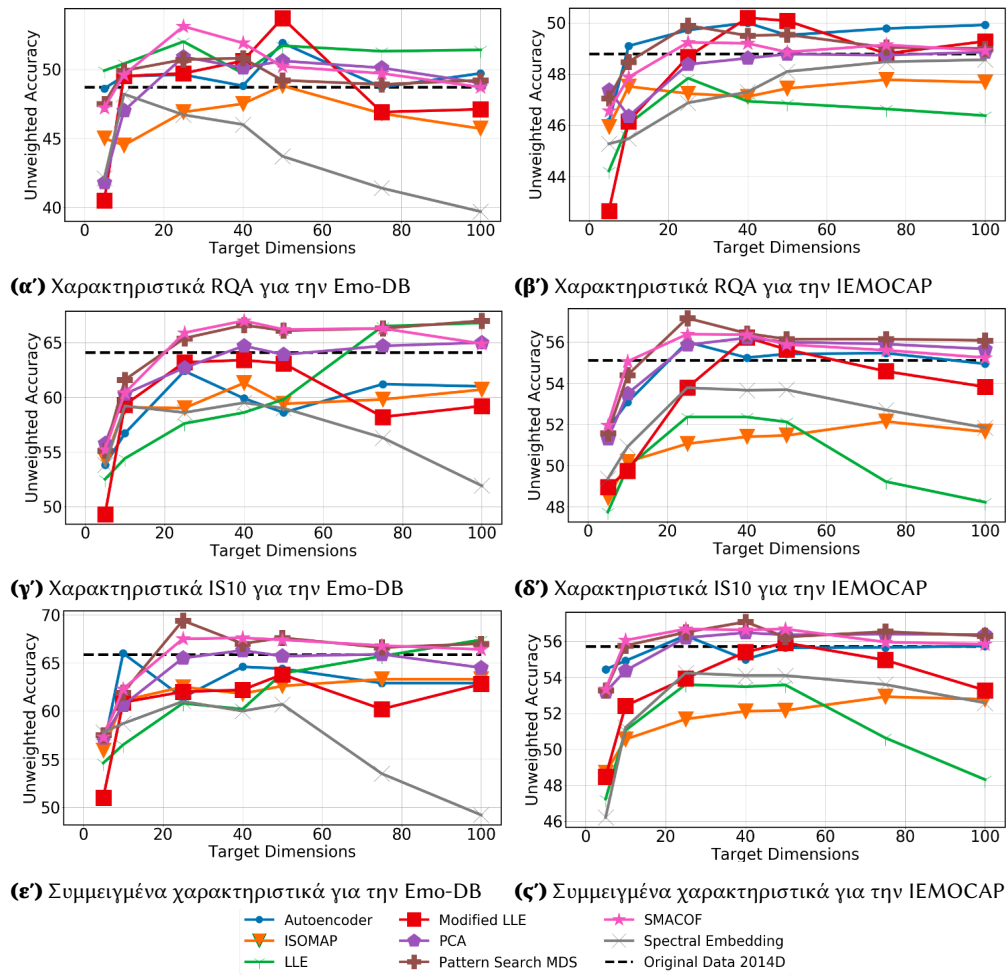 Unweighted Accuracy
50
45
40
0 20 40 60 80 100
Target Dimensions
(α′) Χαρακτηριστικά RQA για την Emo-DB
Unweighted Accuracy
50
48
46
44
0 20 40 60 80 100
Target Dimensions
(β′) Χαρακτηριστικά RQA για την IEMOCAP
Unweighted Accuracy
65
60
55
50
0 20 40 60 80 100
Target Dimensions
(γ′) Χαρακτηριστικά IS10 για την Emo-DB
Unweighted Accuracy
56
54
52
50
48
0 20 40 60 80 100
Target Dimensions
(δ′) Χαρακτηριστικά IS10 για την IEMOCAP
Unweighted Accuracy
70
65
60
55
50
0 20 40 60 80 100
Target Dimensions
(ε′) Συμμειγμένα χαρακτηριστικά για την Emo-DB
Unweighted Accuracy
56
54
52
50
48
46
0 20 40 60 80 100
Target Dimensions
(ϛ′) Συμμειγμένα χαρακτηριστικά για την IEMOCAP
Autoencoder
ISOMAP
LLE
Modified LLE
PCA
Pattern Search MDS
SMACOF
Spectral Embedding
Original Data 2014D